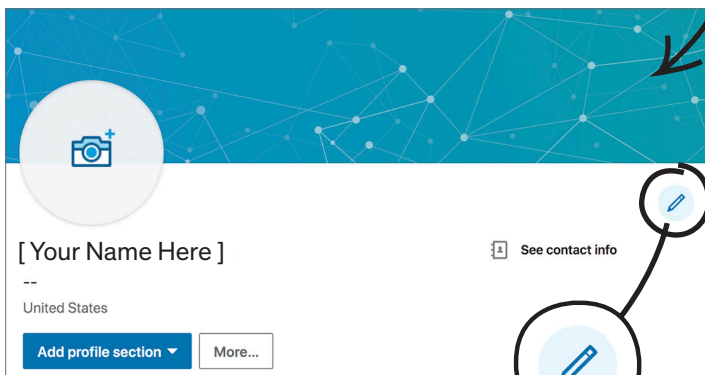 [ Your Name Here ]
See contact info
--
United States
Add profile section
More...